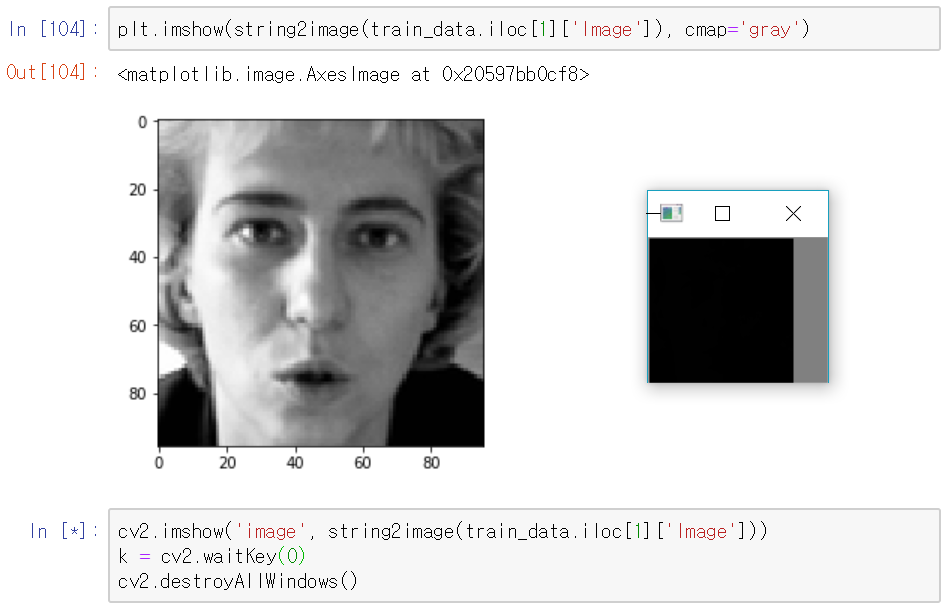 In [104]: plt.imshow(string2image(train_data.iloc[1]['Image']), cmap='gray')
Out[104]: <matplotlib.image.AxesImage at 0x20597bb0cf8>
0
20
40
60
80
0 20 40 60 80
In [*]: cv2.imshow('image', string2image(train_data.iloc[1]['Image']))
k = cv2.waitKey(0)
cv2.destroyAllWindows()